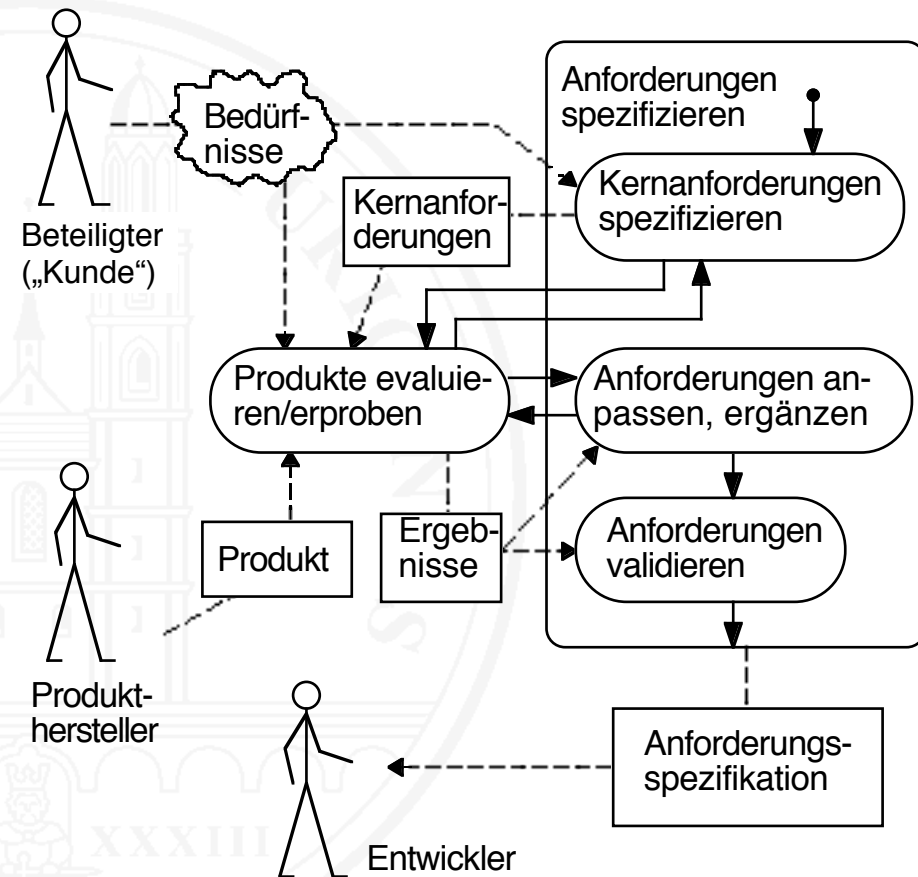 Anforderungen
spezifizieren
Bedürf-
nisse
Kernanforderungen
spezifizieren
Kernanfor-
derungen
Beteiligter
(„Kunde“)
Produkte evaluie-
ren/erproben
Anforderungen an-
passen, ergänzen
Produkt
Ergeb-
nisse
Anforderungen
validieren
Produkt-
hersteller
Anforderungs-
spezifikation
Entwickler
XXXIII